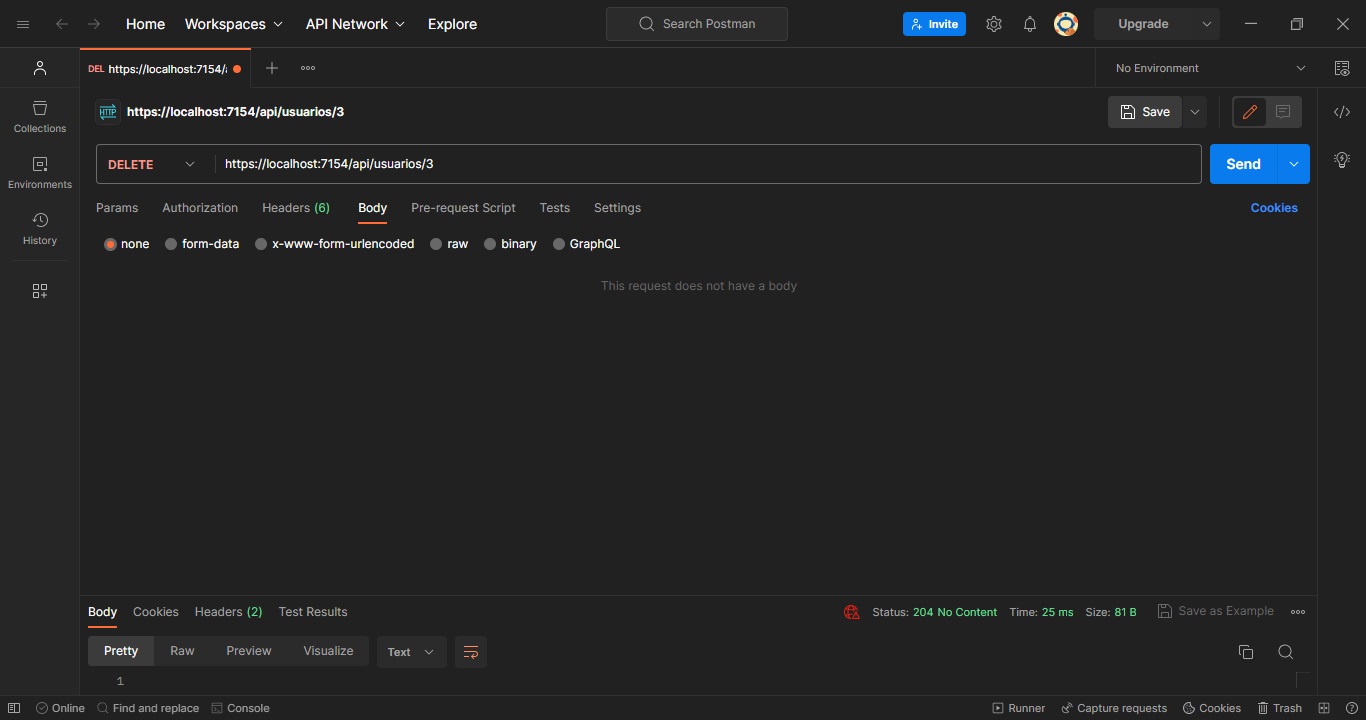 Home Workspaces API Network Explore Search Postman Invite Upgrade
DEL https://localhost:7154/ No Environment
HTTP https://localhost:7154/api/usuarios/3 Save
Collections
DELETE https://localhost:7154/api/usuarios/3 Send
Environments
Params Authorization Headers (6) Body Pre-request Script Tests Settings Cookies
History
none form-data x-www-form-urlencoded raw binary GraphQL
This request does not have a body
Body Cookies Headers (2) Test Results Status: 204 No Content Time: 25 ms Size: 81 B Save as Example
Pretty Raw Preview Visualize Text
1
Online Find and replace Console Runner Capture requests Cookies Trash